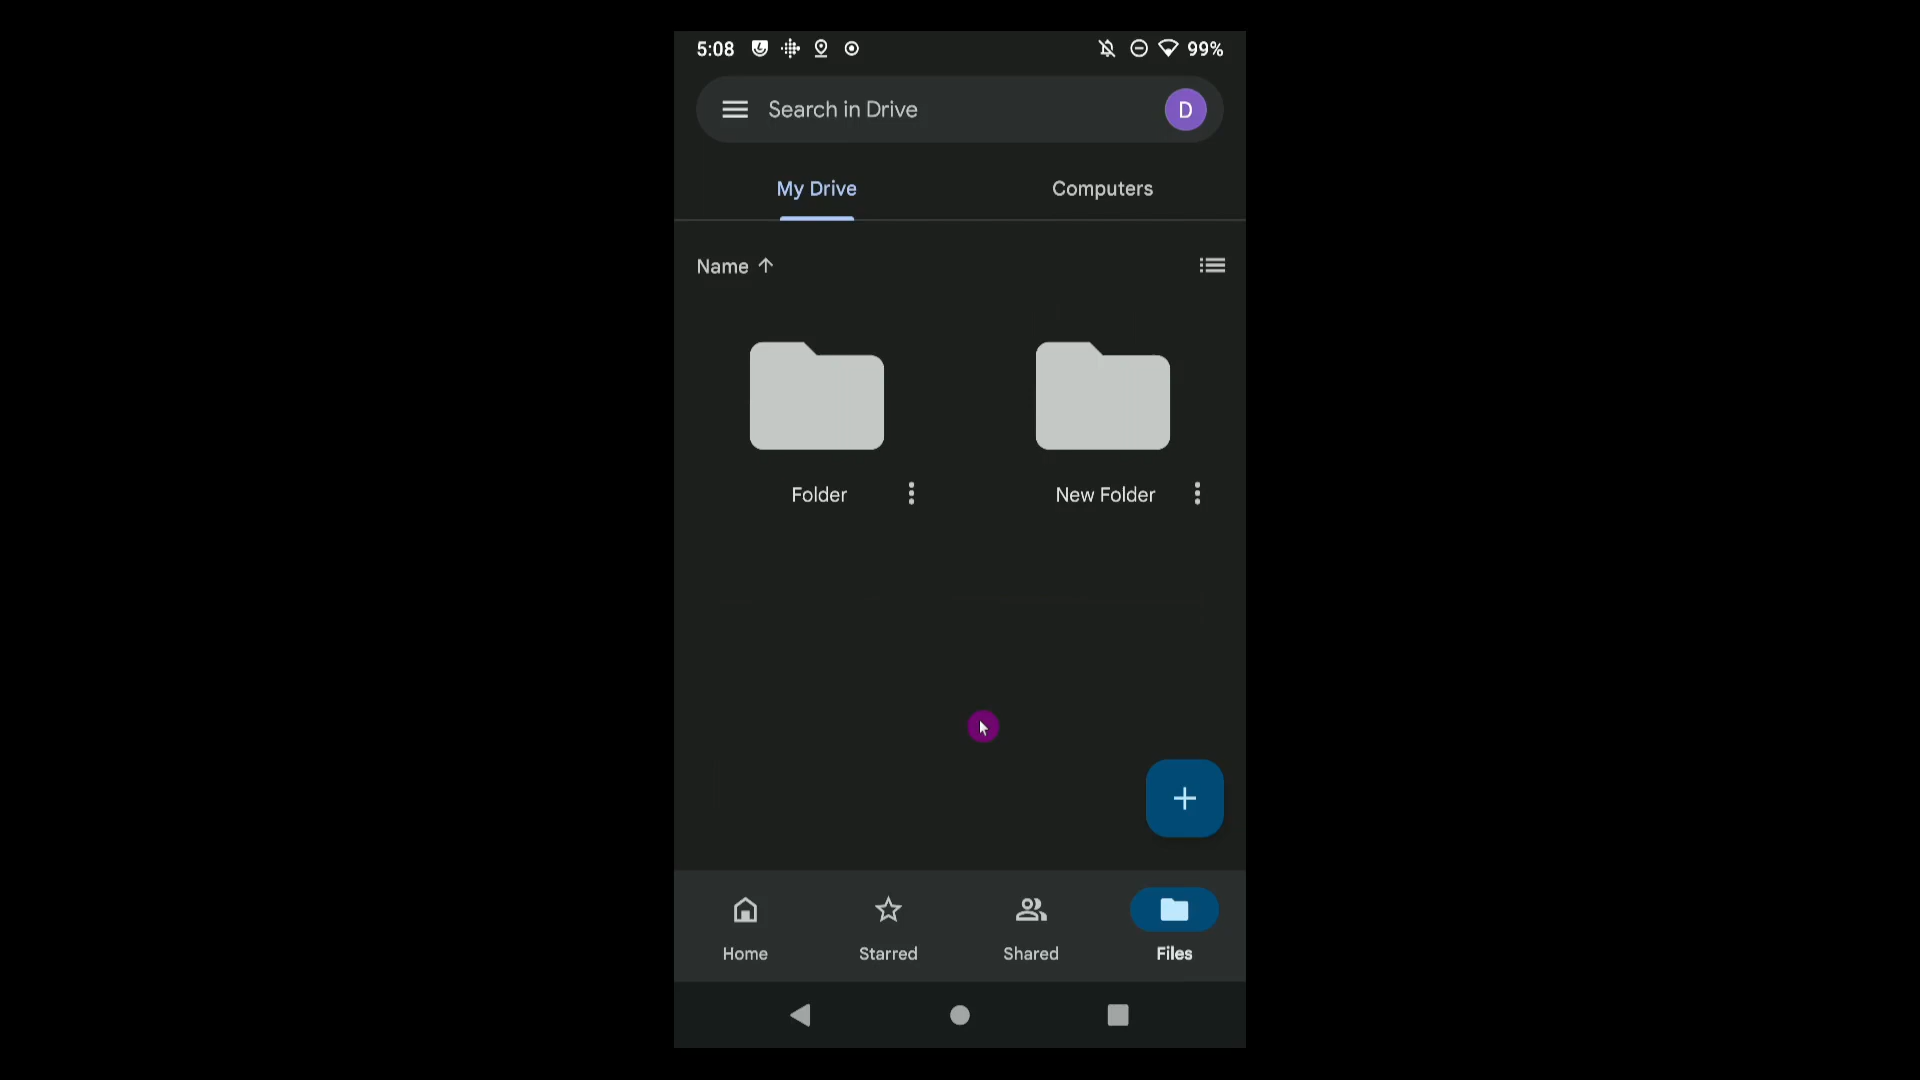 5:08 99%
Search in Drive D
My Drive Computers
Name
Folder New Folder
Home Starred Shared Files